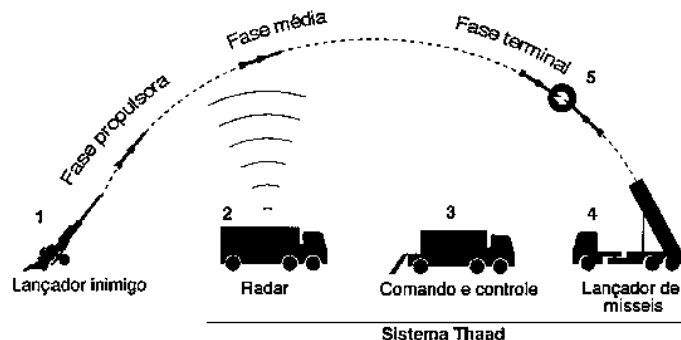 Fase média
Fase terminal
5
Fase propulsora
1
2
3
4
Lançador inimigo
Radar
Comando e controle
Lançador de
misseis
Sistema Thaad